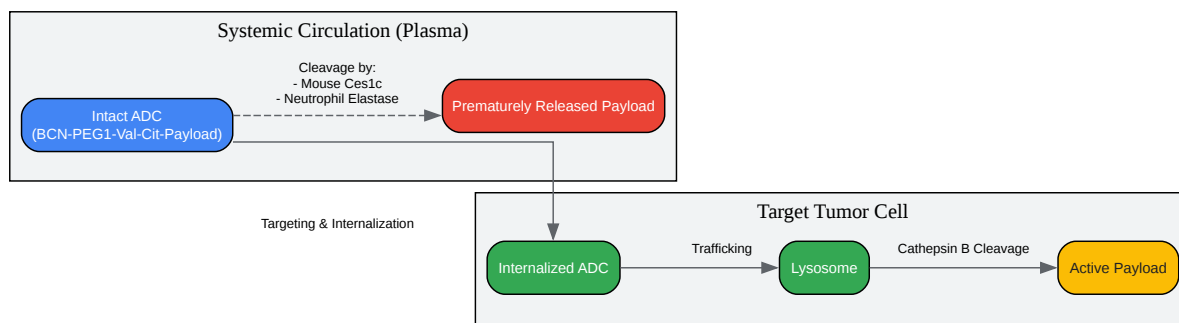 Systemic Circulation (Plasma)
Cleavage by:
- Mouse Ces1c
- Neutrophil Elastase
Intact ADC
(BCN-PEG1-Val-Cit-Payload)
Prematurely Released Payload
Targeting & Internalization
Target Tumor Cell
Internalized ADC
Trafficking
Lysosome
Cathepsin B Cleavage
Active Payload